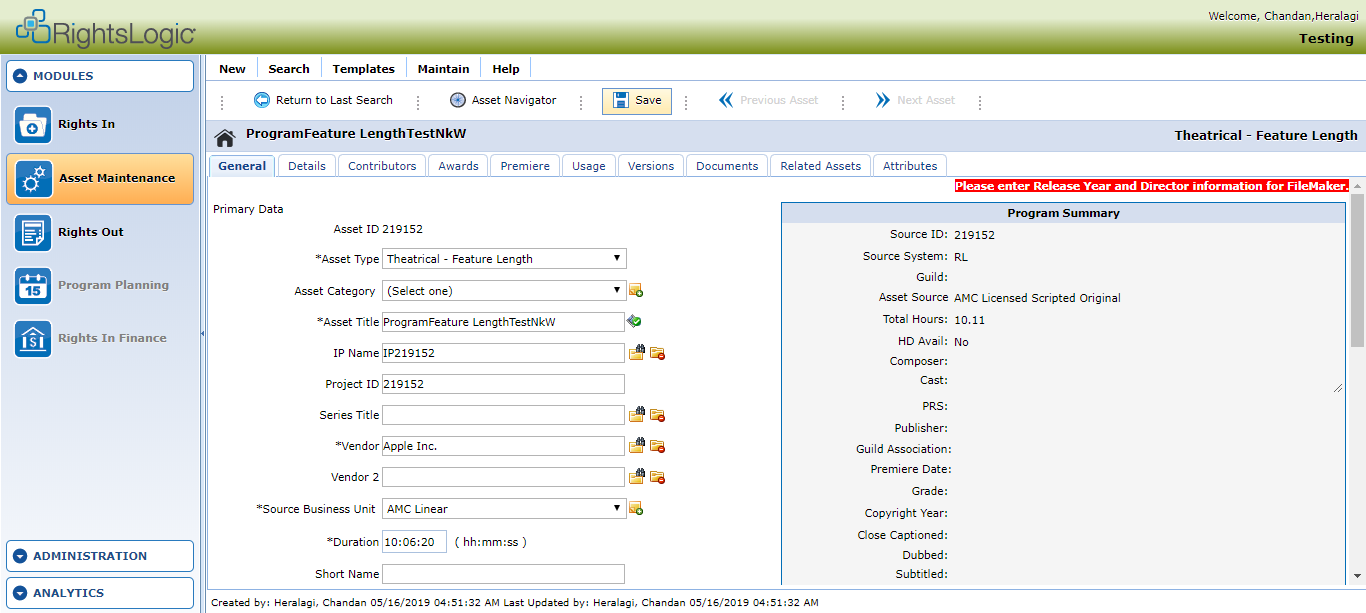 RightsLogic
Welcome, Chandan,Heralagi
Testing
MODULES
Rights In
Asset Maintenance
Rights Out
15
Program Planning
$
Rights In Finance
ADMINISTRATION
ANALYTICS
New Search Templates Maintain Help
Return to Last Search Asset Navigator Save Previous Asset Next Asset
ProgramFeature LengthTestNkW
Theatrical - Feature Length
General Details Contributors Awards Premiere Usage Versions Documents Related Assets Attributes
Please enter Release Year and Director information for FileMaker.
Primary Data
Asset ID 219152
*Asset Type Theatrical - Feature Length
Asset Category (Select one)
*Asset Title ProgramFeature LengthTestNkW
IP Name IP219152
Project ID 219152
Series Title
*Vendor Apple Inc.
Vendor 2
*Source Business Unit AMC Linear
*Duration 10:06:20 ( hh:mm:ss )
Short Name
Program Summary
Source ID: 219152
Source System: RL
Guild:
Asset Source AMC Licensed Scripted Original
Total Hours: 10.11
HD Avail: No
Composer:
Cast:
PRS:
Publisher:
Guild Association:
Premiere Date:
Grade:
Copyright Year:
Close Captioned:
Dubbed:
Subtitled:
Created by: Heralagi, Chandan 05/16/2019 04:51:32 AM Last Updated by: Heralagi, Chandan 05/16/2019 04:51:32 AM